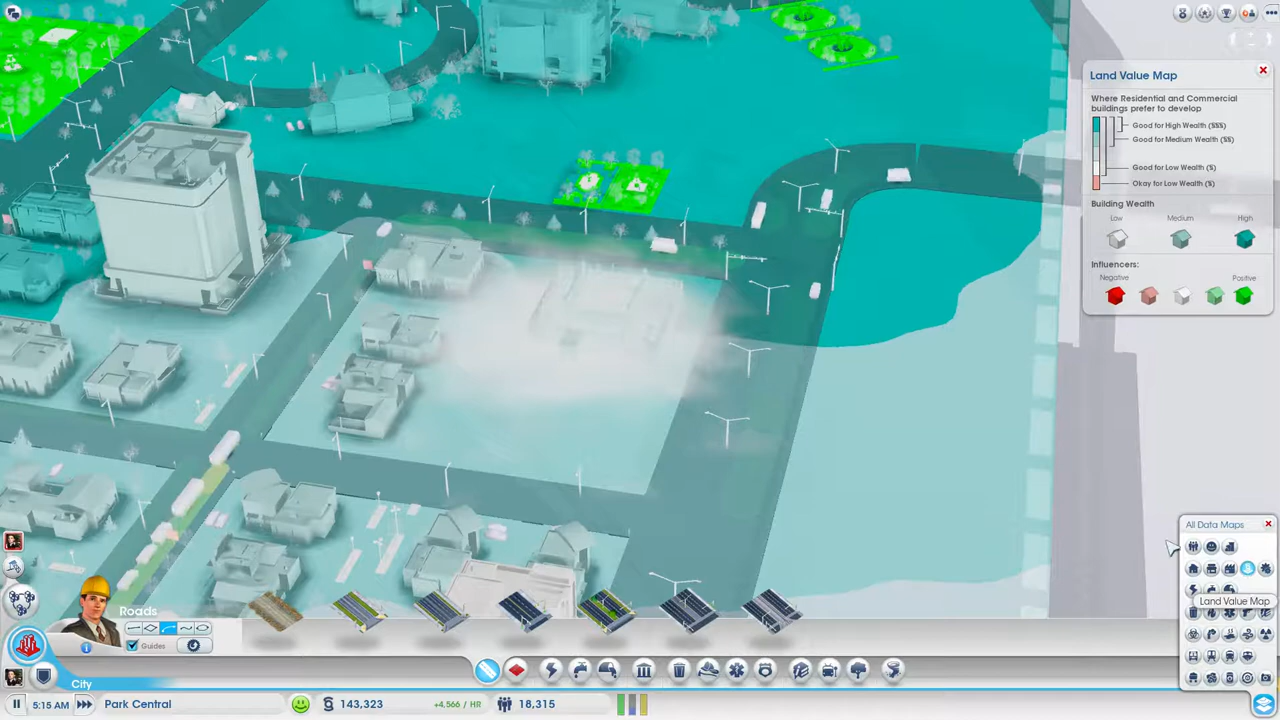 Land Value Map
Where Residential and Commercial
buildings prefer to develop
Good for High Wealth ($$$)
Good for Medium Wealth ($$)
Good for Low Wealth ($)
Okay for Low Wealth ($)
Building Wealth
Low Medium High
Influencers:
Negative Positive
All Data Maps
Land Value Map
Roads
Guides
City
5:15 AM Park Central 143,323 +4,566 / HR 18,315